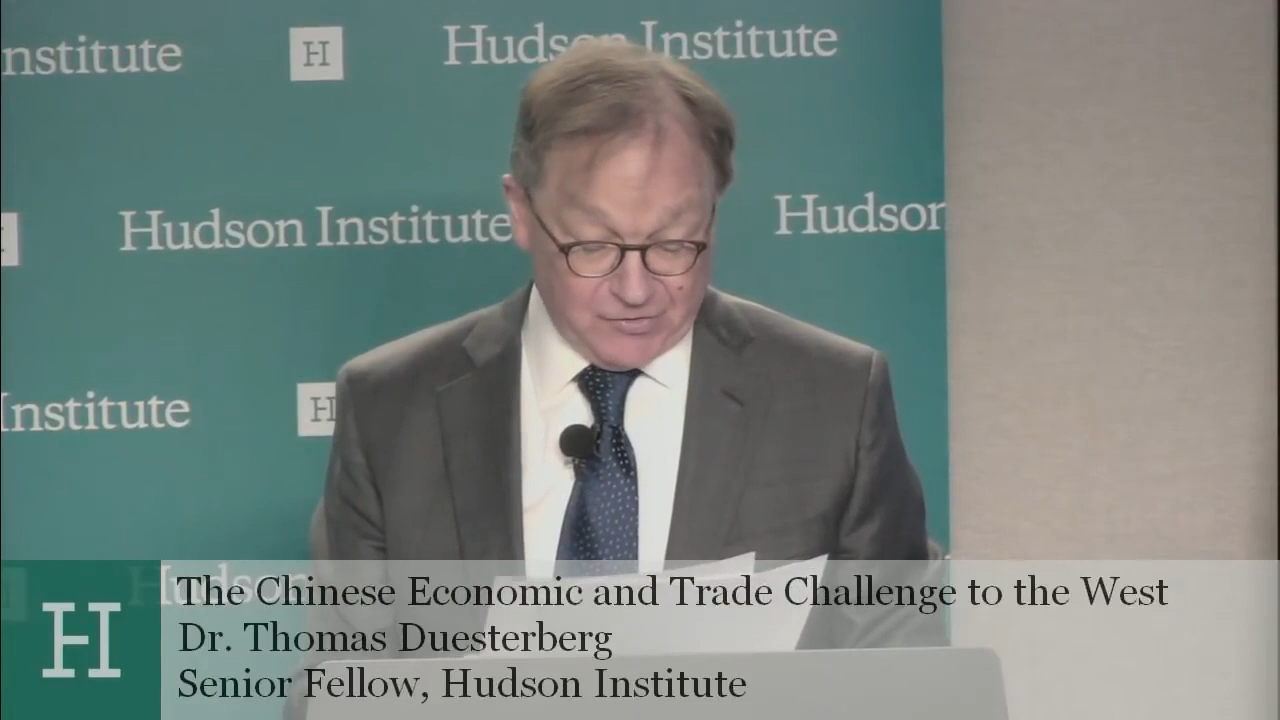 nstitute
H
Hudson Institute
Hudson Institute
Hudson
Institute
H
Hudson
H
The Chinese Economic and Trade Challenge to the West
Dr. Thomas Duesterberg
Senior Fellow, Hudson Institute